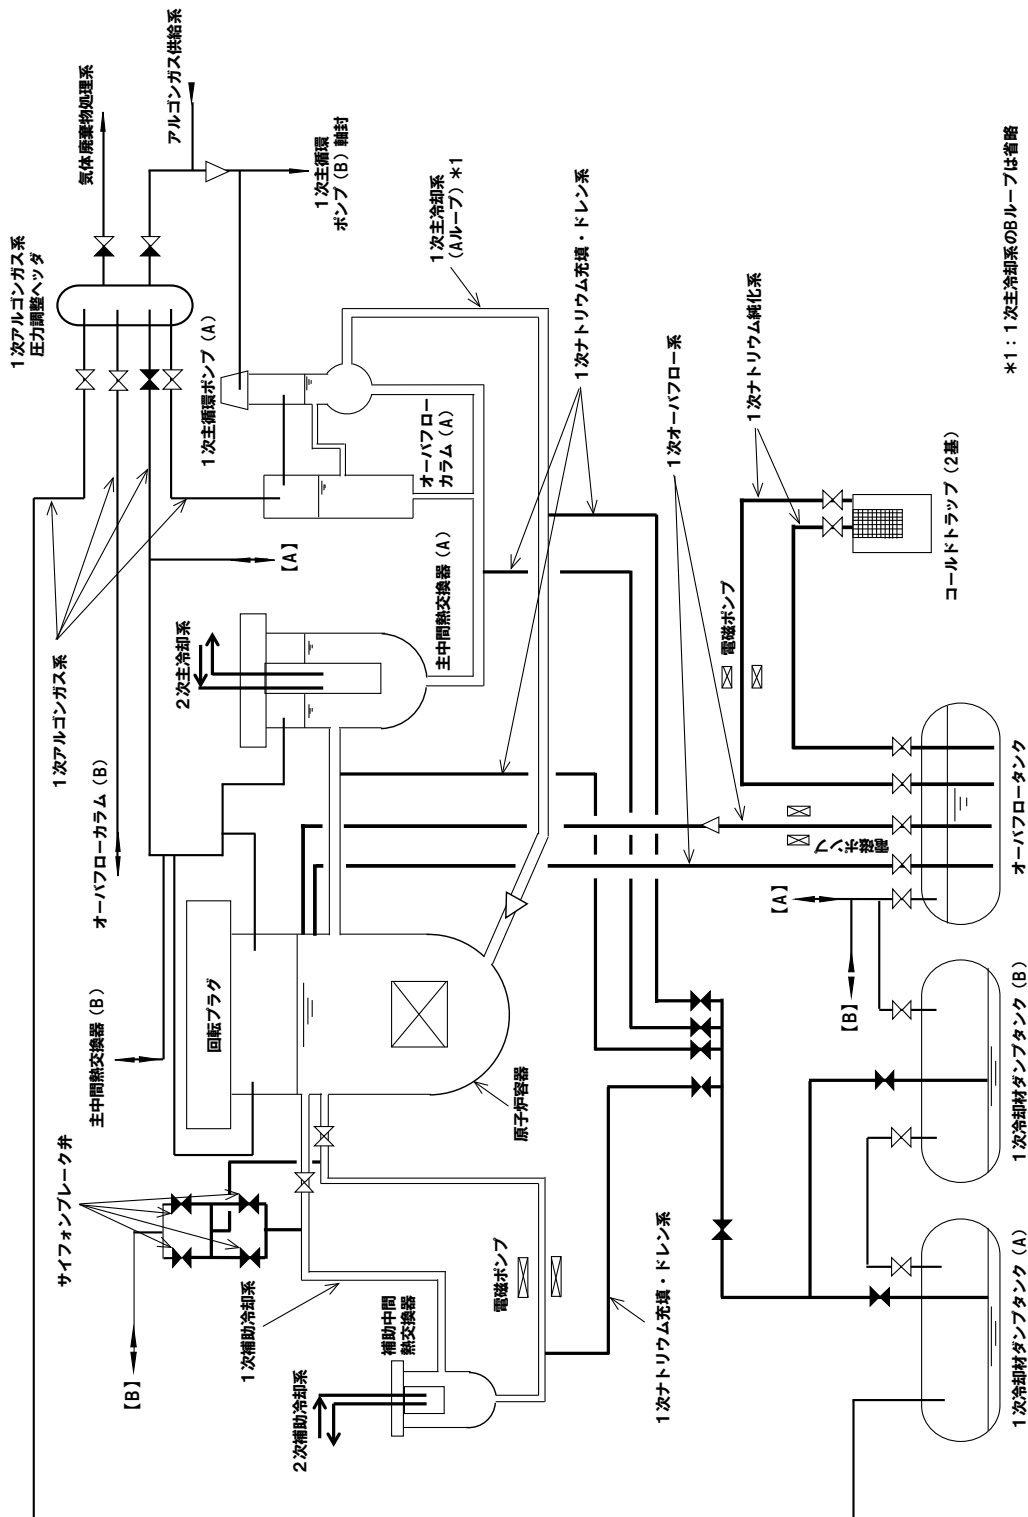 1次アルゴンガス系
圧力調整ヘッダ
気体廃棄物処理系
アルゴンガス供給系
1次主循環
ポンプ（B）軸封
1次主循環ポンプ（A）
1次主冷却系
（Aループ）*1
オーバフロー
カラム（A）
1次ナトリウム充填・ドレン系
1次オーバフロー系
1次ナトリウム純化系
コールドトラップ（2基）
*1：1次主冷却系のBループは省略
1次アルゴンガス系
【A】
2次主冷却系
主中間熱交換器（A）
電磁ポンプ
オーバフローカラム（B）
電磁ポンプ
オーバフロータンク
主中間熱交換器（B）
回転プラグ
原子炉容器
【A】
【B】
1次冷却材ダンプタンク（B）
サイフォンブレーク弁
【B】
1次補助冷却系
2次補助冷却系
補助中間
熱交換器
電磁ポンプ
1次ナトリウム充填・ドレン系
1次冷却材ダンプタンク（A）